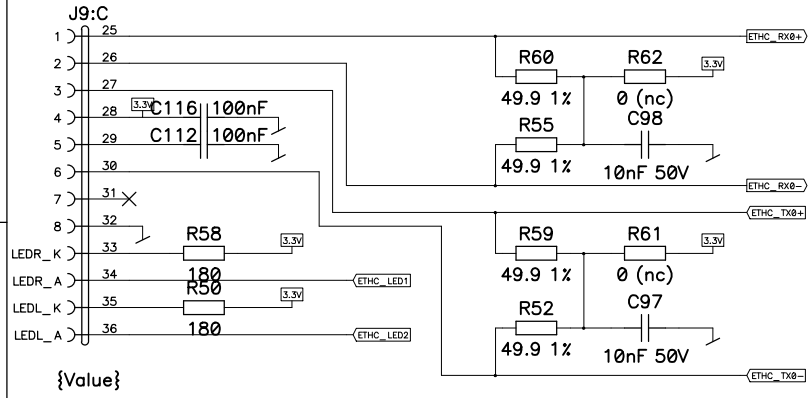 J9:C
1 25 ETHC_RX0+
2 26
3 27
R60 R62 3.3V
49.9 1% 0 (nc)
4 28 3.3V C116 100nF
5 29 C112 100nF
R55 C98
49.9 1% 10nF 50V
6 30
7 31 ETHC_RX0-
8 32 ETHC_TX0+
LEDR_K 33 R58 3.3V
180
R59 R61 3.3V
49.9 1% 0 (nc)
LEDR_A 34 ETHC_LED1
LEDL_K 35 R50 3.3V
180
R52 C97
49.9 1% 10nF 50V
LEDL_A 36 ETHC_LED2
ETHC_TX0-
{Value}